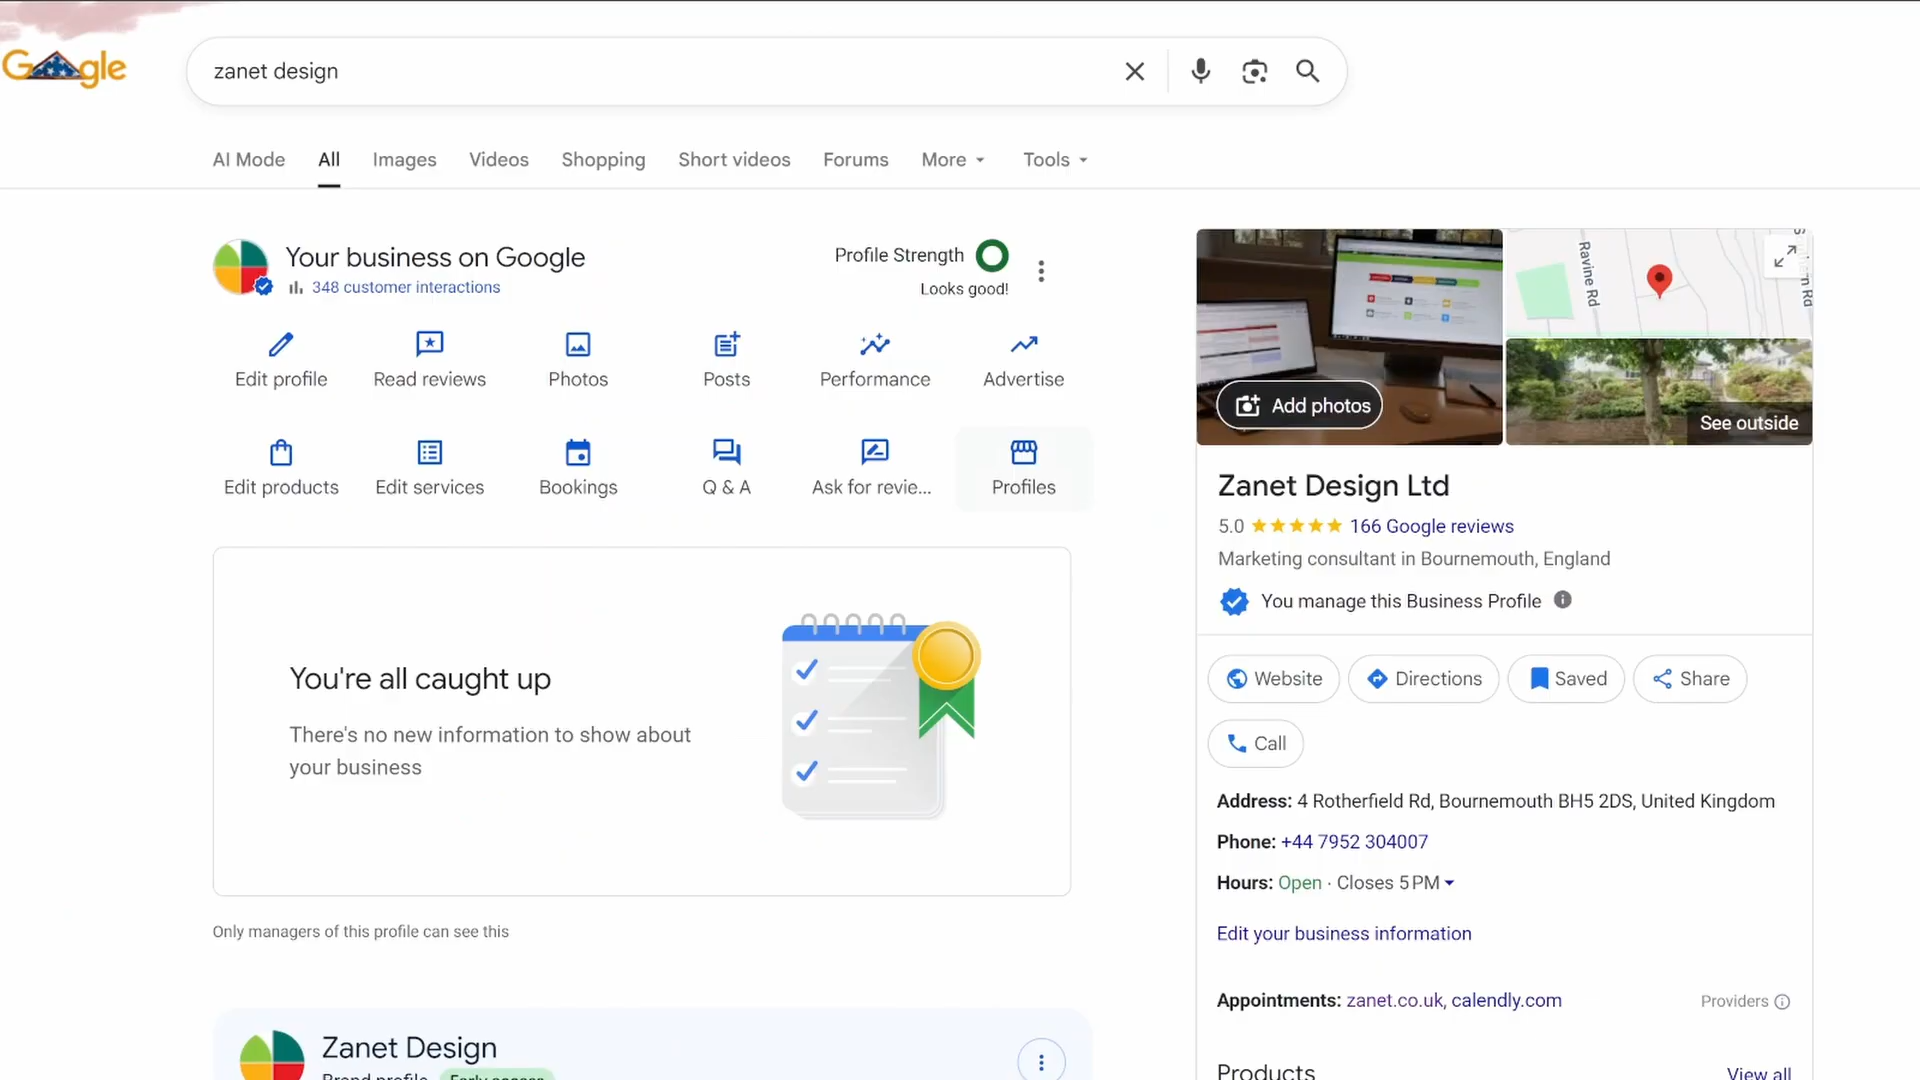 Google
zanet design
AI Mode All Images Videos Shopping Short videos Forums More Tools
Your business on Google
348 customer interactions
Profile Strength
Looks good!
Edit profile Read reviews Photos Posts Performance Advertise
Edit products Edit services Bookings Q & A Ask for revie... Profiles
You're all caught up
There's no new information to show about
your business
Only managers of this profile can see this
Zanet Design
Brand profile Early access
Add photos
Ravine Rd
See outside
Zanet Design Ltd
5.0 166 Google reviews
Marketing consultant in Bournemouth, England
You manage this Business Profile
Website Directions Saved Share
Call
Address: 4 Rotherfield Rd, Bournemouth BH5 2DS, United Kingdom
Phone: +44 7952 304007
Hours: Open · Closes 5 PM
Edit your business information
Appointments: zanet.co.uk, calendly.com
Providers
Products
View all